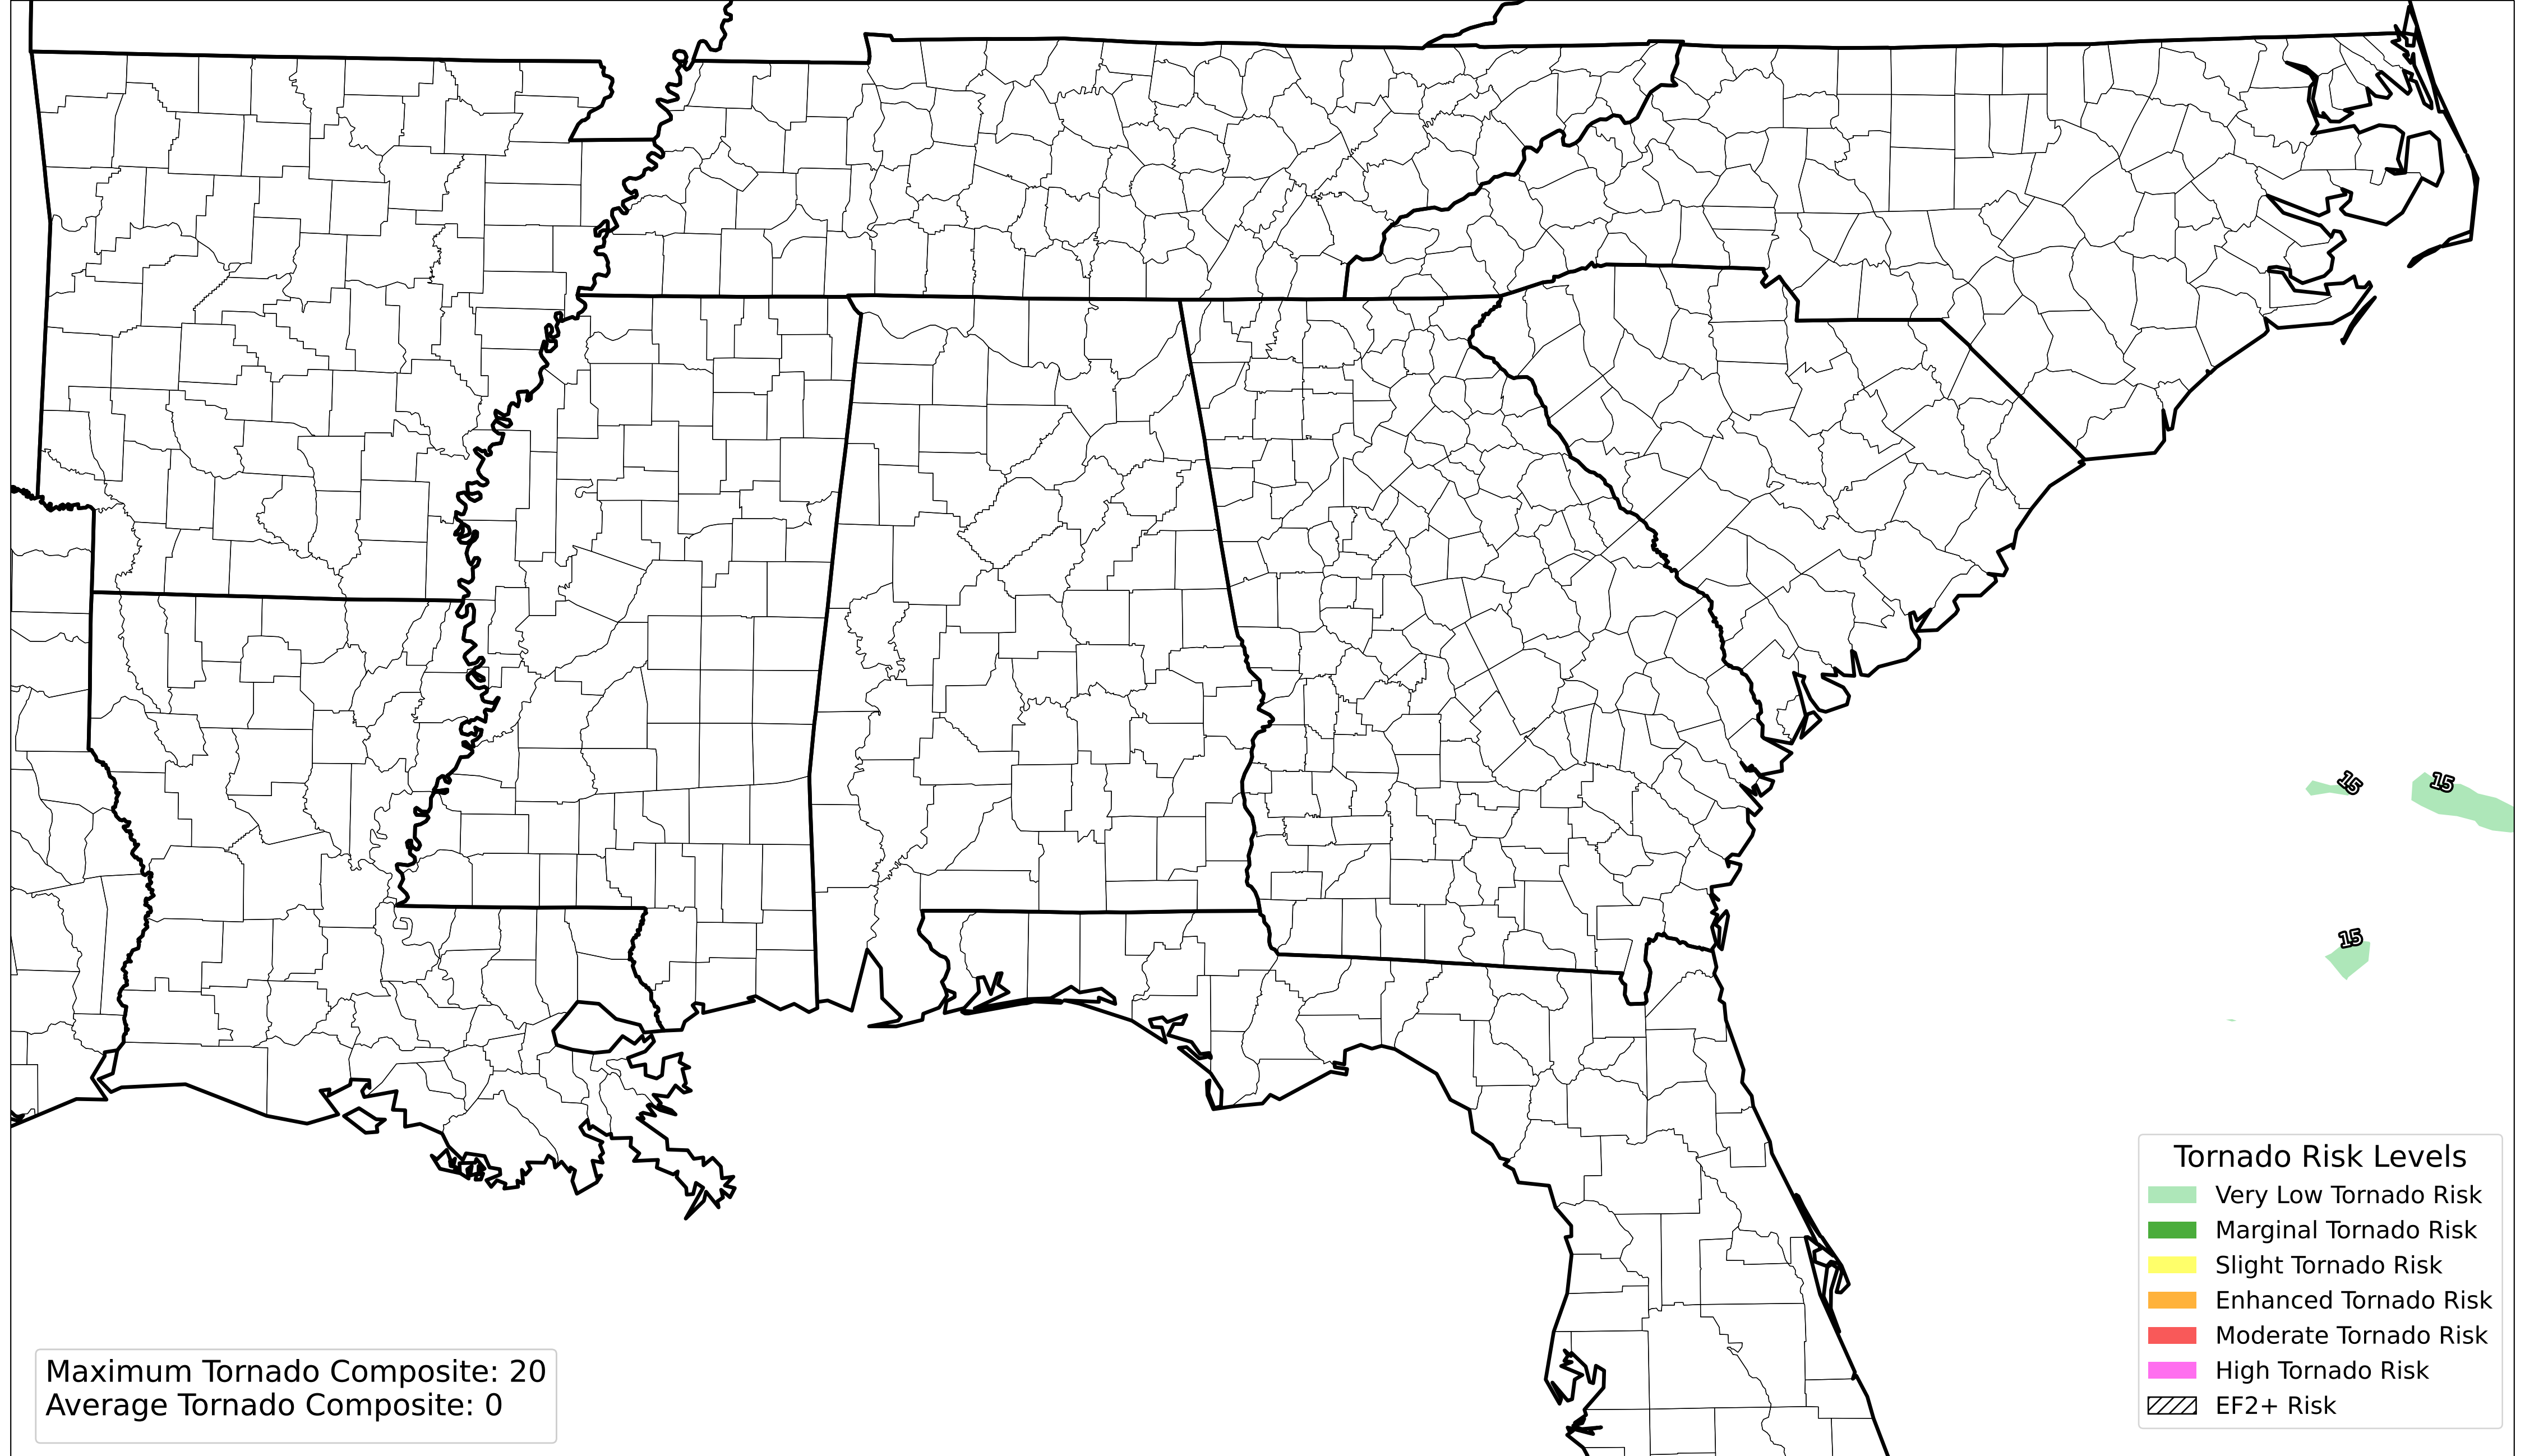 15
15
15
Tornado Risk Levels
Very Low Tornado Risk
Marginal Tornado Risk
Slight Tornado Risk
Enhanced Tornado Risk
Moderate Tornado Risk
High Tornado Risk
EF2+ Risk
Maximum Tornado Composite: 20
Average Tornado Composite: 0